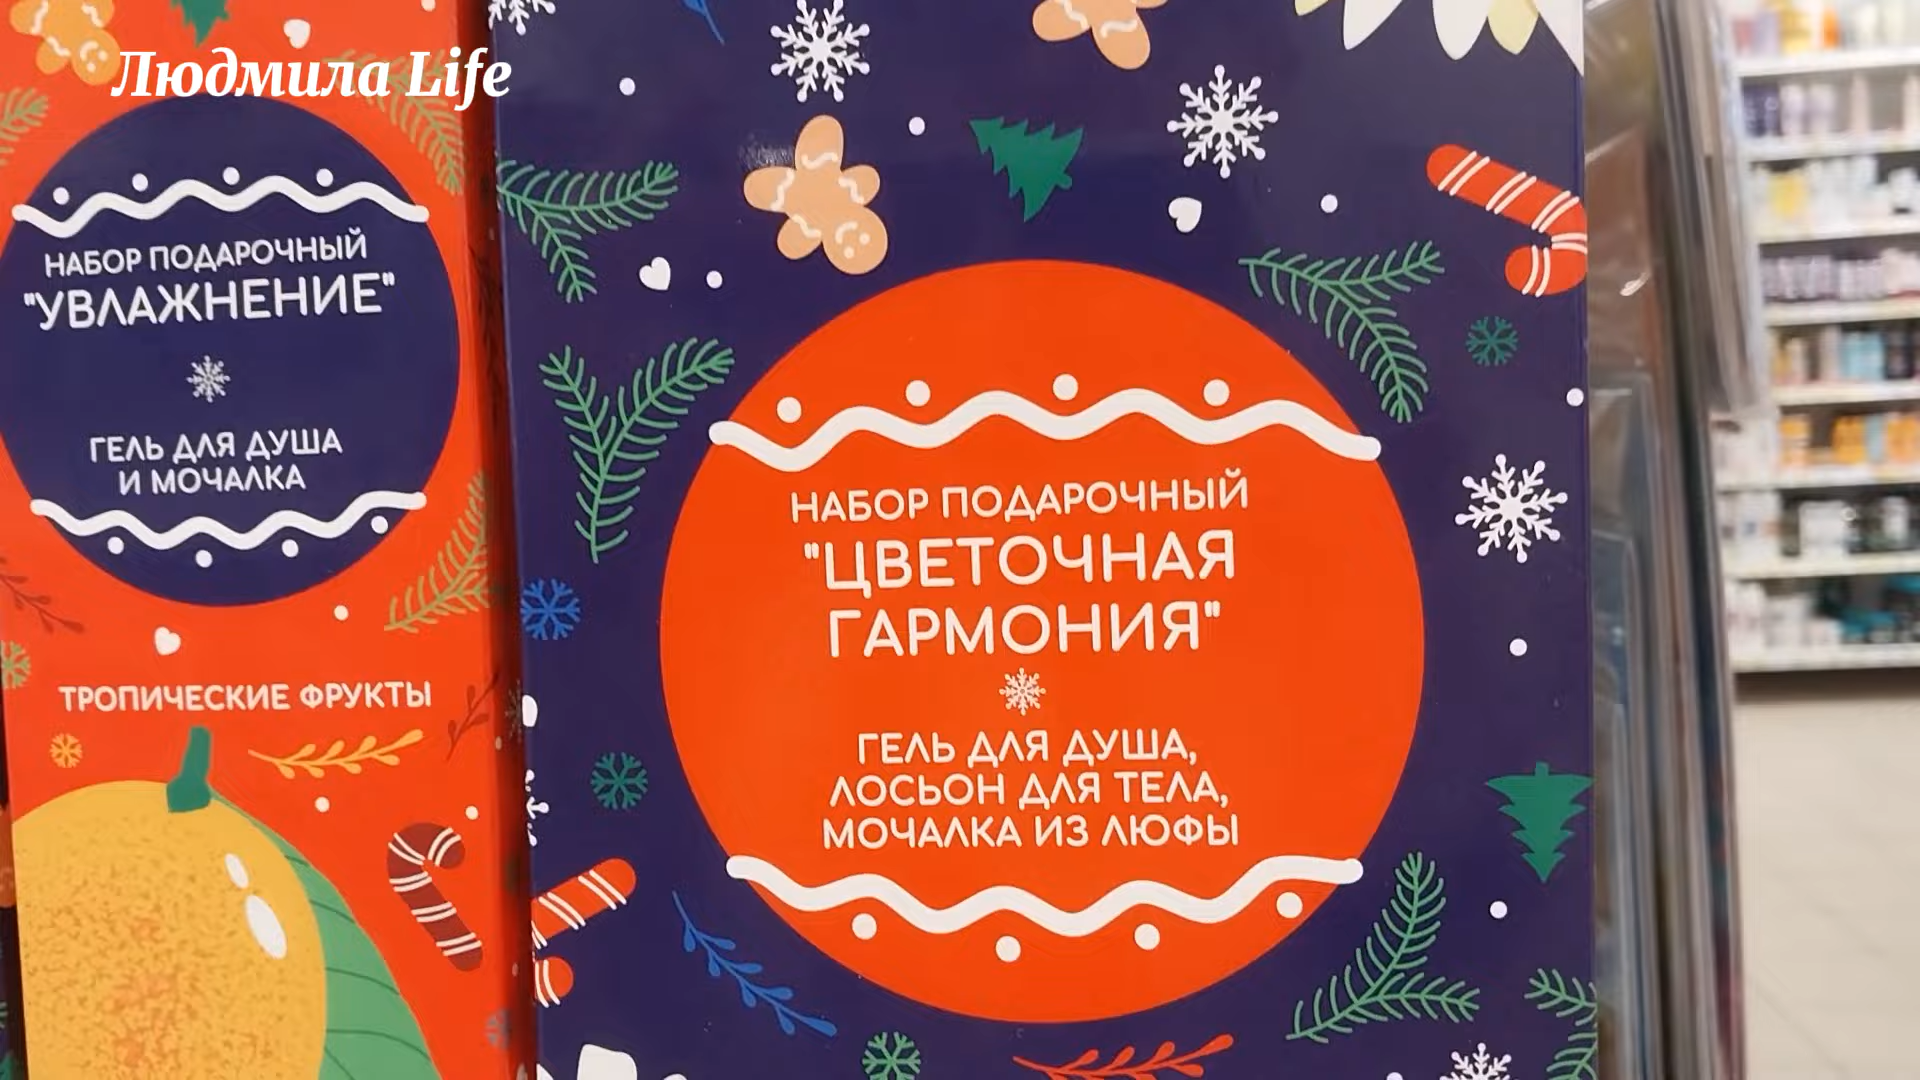 Людмила Life
НАБОР ПОДАРОЧНЫЙ
"УВЛАЖНЕНИЕ"
ГЕЛЬ ДЛЯ ДУША
И МОЧАЛКА
ТРОПИЧЕСКИЕ ФРУКТЫ
НАБОР ПОДАРОЧНЫЙ
"ЦВЕТОЧНАЯ
ГАРМОНИЯ"
ГЕЛЬ ДЛЯ ДУША,
ЛОСЬОН ДЛЯ ТЕЛА,
МОЧАЛКА ИЗ ЛЮФЫ